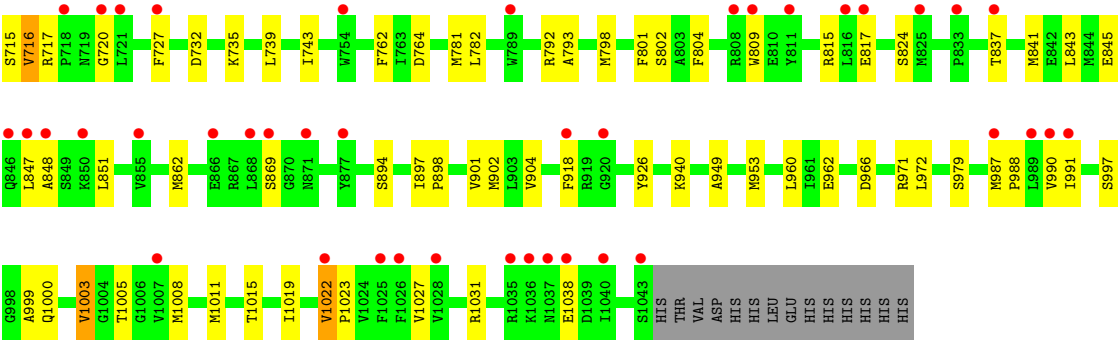 S715 V716 R717 P718 N719 G720 L721 F727 D732 K735 L739 I743 W754 F762 I763 D764 M781 L782 W789 R792 A793 M798 F801 S802 A803 F804 R808 W809 E810 Y811 R815 L816 E817 S824 M825 P833 T837 M841 E842 L843 M844 E845
Q846 L847 A848 S849 K850 L851 V855 M862 E866 R867 L868 S869 G870 N871 Y877 S894 I897 P898 V901 M902 L903 V904 F918 R919 G920 Y926 K940 A949 M953 L960 I961 E962 D966 R971 L972 S979 M987 P988 L989 V990 I991 S997
G998 A999 Q1000 V1003 G1004 T1005 G1006 V1007 M1008 M1011 T1015 I1019 V1022 P1023 V1024 F1025 F1026 V1027 V1028 R1031 R1035 K1036 N1037 E1038 D1039 I1040 S1043 HIS THR VAL ASP HIS HIS LEU GLU HIS HIS HIS HIS HIS HIS